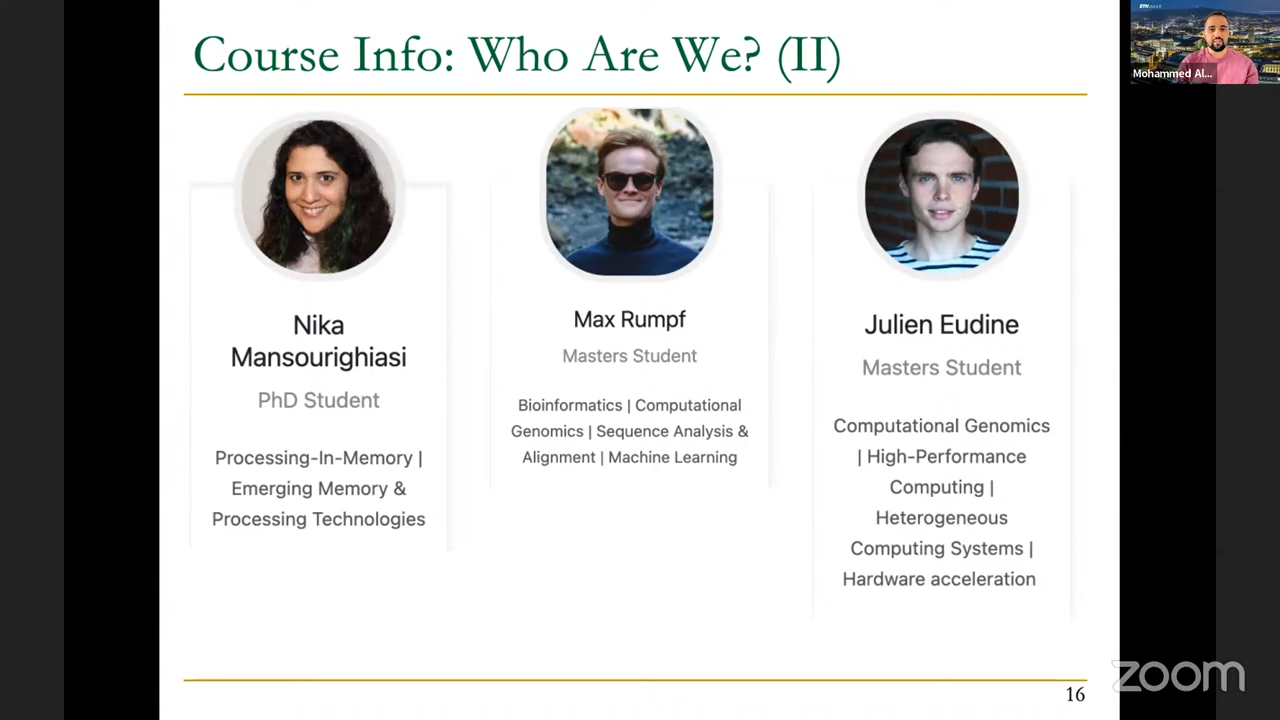 Course Info: Who Are We? (II)
ETH zürich
Mohammed Al...
Nika
Mansourighiasi
PhD Student
Processing-In-Memory |
Emerging Memory &
Processing Technologies
Max Rumpf
Masters Student
Bioinformatics | Computational
Genomics | Sequence Analysis &
Alignment | Machine Learning
Julien Eudine
Masters Student
Computational Genomics
| High-Performance
Computing |
Heterogeneous
Computing Systems |
Hardware acceleration
16
zoom